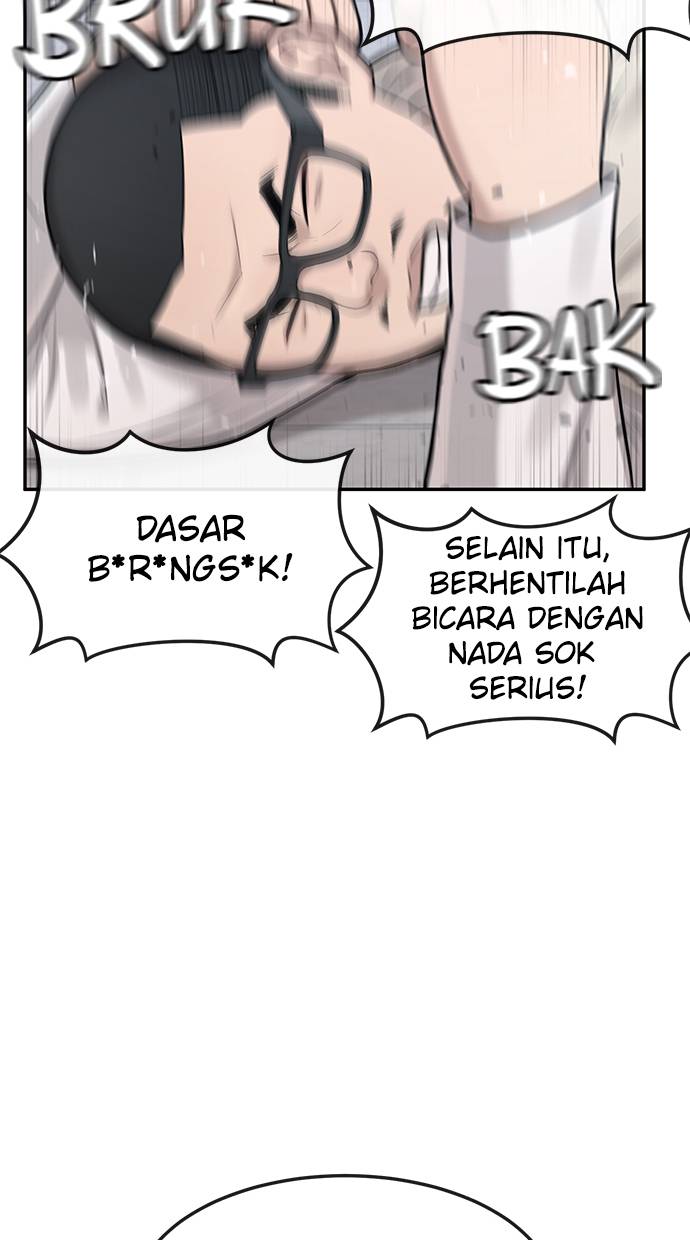 BRUK
BAK
DASAR
B*R*NGS*K!
SELAIN ITU,
BERHENTILAH
BICARA DENGAN
NADA SOK
SERIUS!